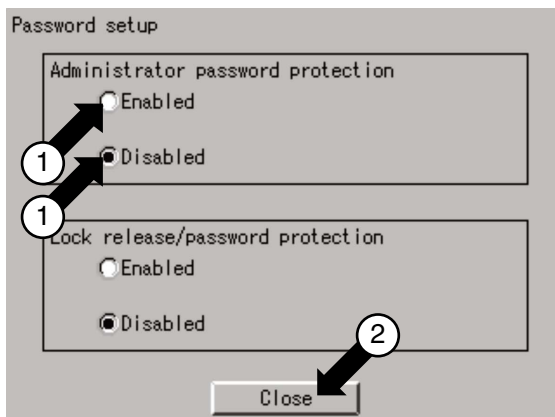 Password setup
Administrator password protection
Enabled
1
Disabled
1
Lock release/password protection
Enabled
Disabled
2
Close